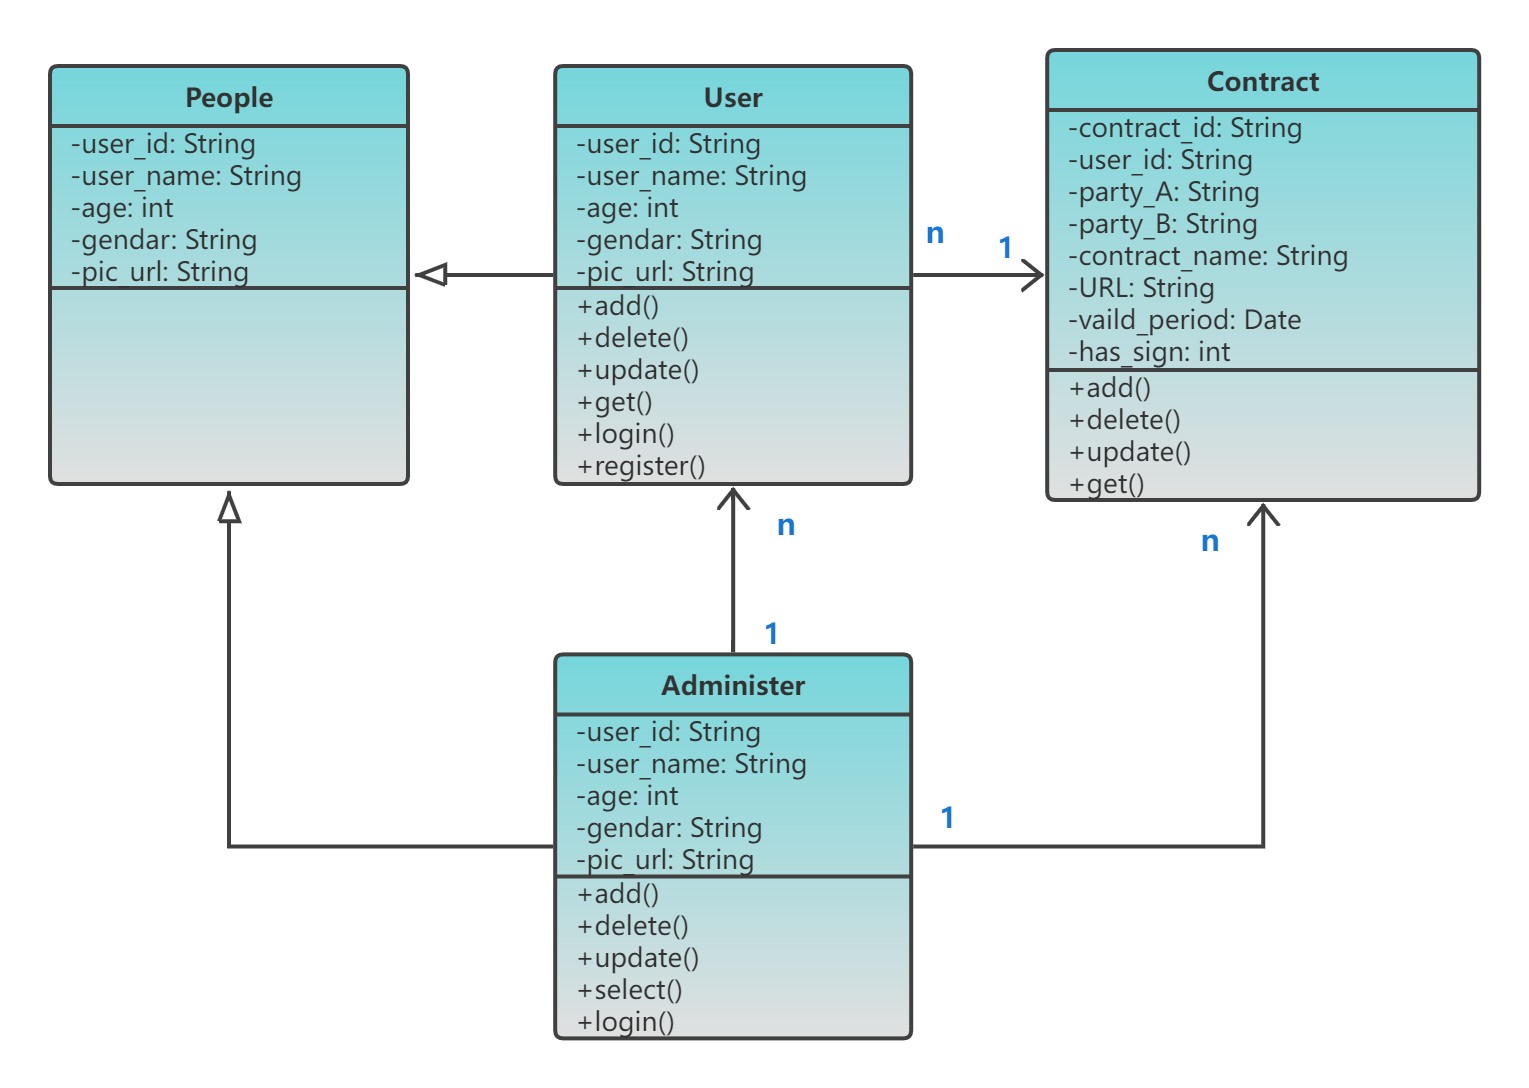 People
-user_id: String
-user_name: String
-age: int
-gendar: String
-pic_url: String
User
-user_id: String
-user_name: String
-age: int
-gendar: String
-pic_url: String
+add()
+delete()
+update()
+get()
+login()
+register()
n
1
Contract
-contract_id: String
-user_id: String
-party_A: String
-party_B: String
-contract_name: String
-URL: String
-vaild_period: Date
-has_sign: int
+add()
+delete()
+update()
+get()
n
1
n
1
Administer
-user_id: String
-user_name: String
-age: int
-gendar: String
-pic_url: String
+add()
+delete()
+update()
+select()
+login()